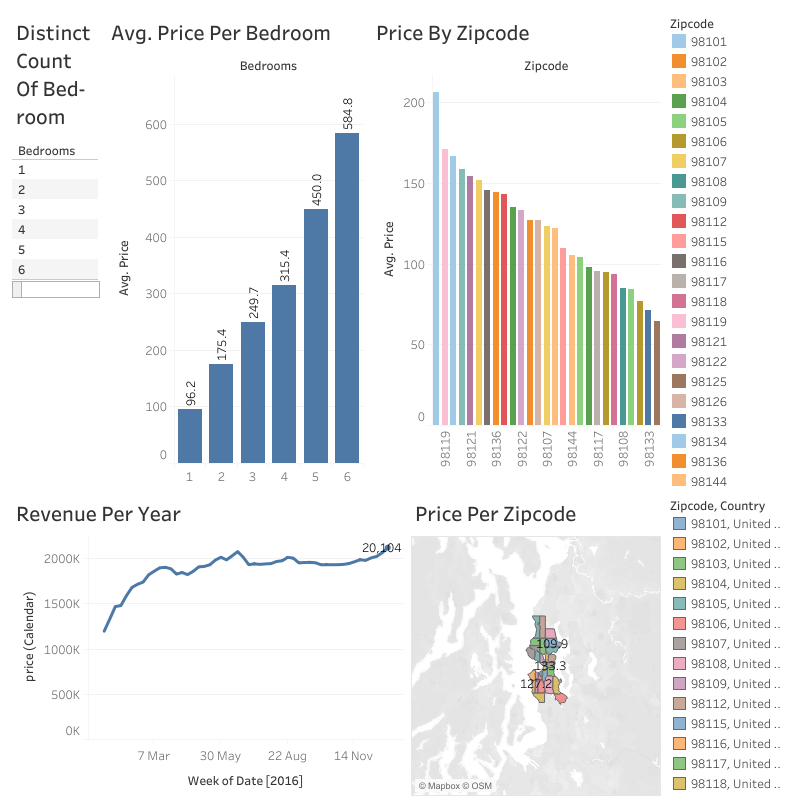 Distinct
Count
Of Bed-
room
Bedrooms
1
2
3
4
5
6
Avg. Price Per Bedroom
Bedrooms
Avg. Price
600
500
400
300
200
100
0
96.2
175.4
249.7
315.4
450.0
584.8
1
2
3
4
5
6
Price By Zipcode
Zipcode
Avg. Price
200
150
100
50
0
98119
98121
98136
98122
98107
98144
98117
98108
98133
Zipcode
98101
98102
98103
98104
98105
98106
98107
98108
98109
98112
98115
98116
98117
98118
98119
98121
98122
98125
98126
98133
98134
98136
98144
Revenue Per Year
price (Calendar)
2000K
1500K
1000K
500K
0K
20,104
7 Mar
30 May
22 Aug
14 Nov
Week of Date [2016]
Price Per Zipcode
109.9
133.3
127.2
© Mapbox © OSM
Zipcode, Country
98101, United ..
98102, United ..
98103, United ..
98104, United ..
98105, United ..
98106, United ..
98107, United ..
98108, United ..
98109, United ..
98112, United ..
98115, United ..
98116, United ..
98117, United ..
98118, United ..